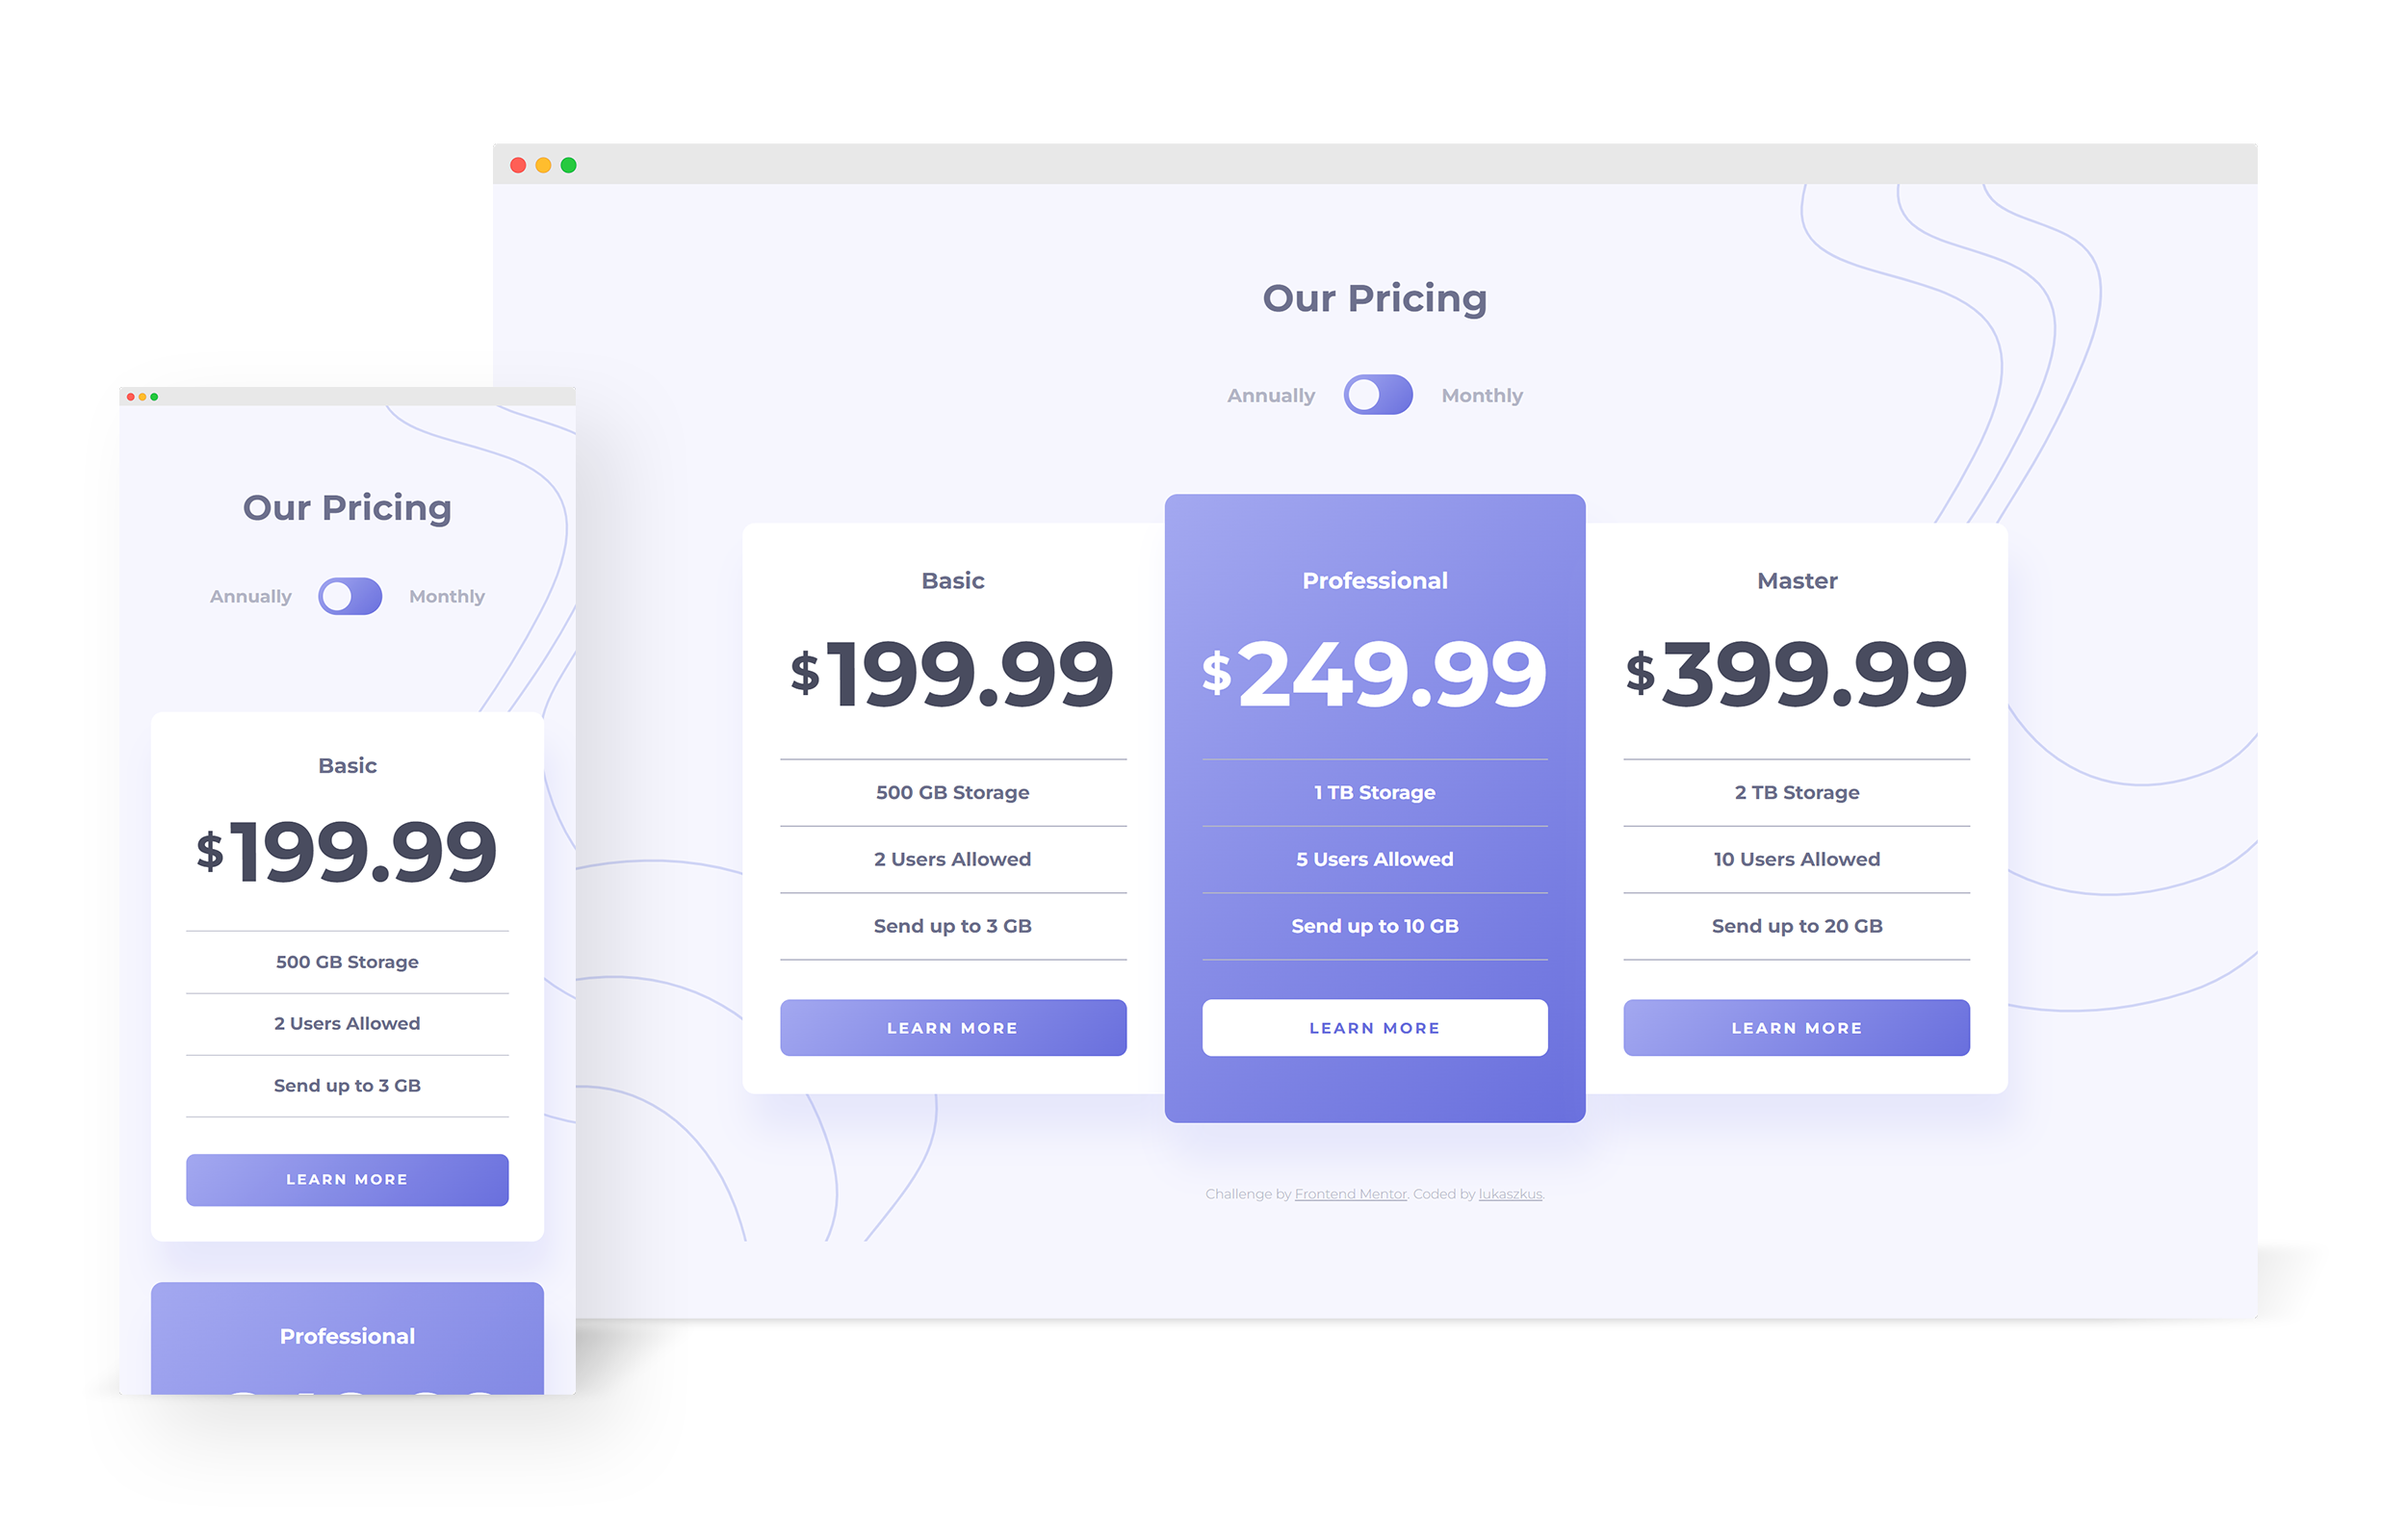 Our Pricing
Annually Monthly
Basic
$199.99
500 GB Storage
2 Users Allowed
Send up to 3 GB
LEARN MORE
Professional
Our Pricing
Annually Monthly
Basic
$199.99
500 GB Storage
2 Users Allowed
Send up to 3 GB
LEARN MORE
Professional
$249.99
1 TB Storage
5 Users Allowed
Send up to 10 GB
LEARN MORE
Master
$399.99
2 TB Storage
10 Users Allowed
Send up to 20 GB
LEARN MORE
Challenge by Frontend Mentor. Coded by lukaszkus.